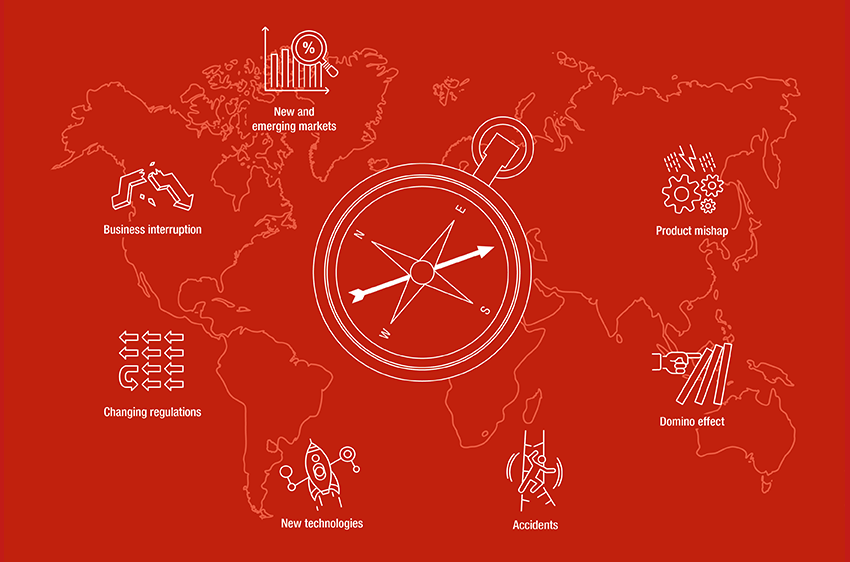 %
New and
emerging markets
Business interruption
Product mishap
E
N
S
W
Changing regulations
Domino effect
New technologies
Accidents